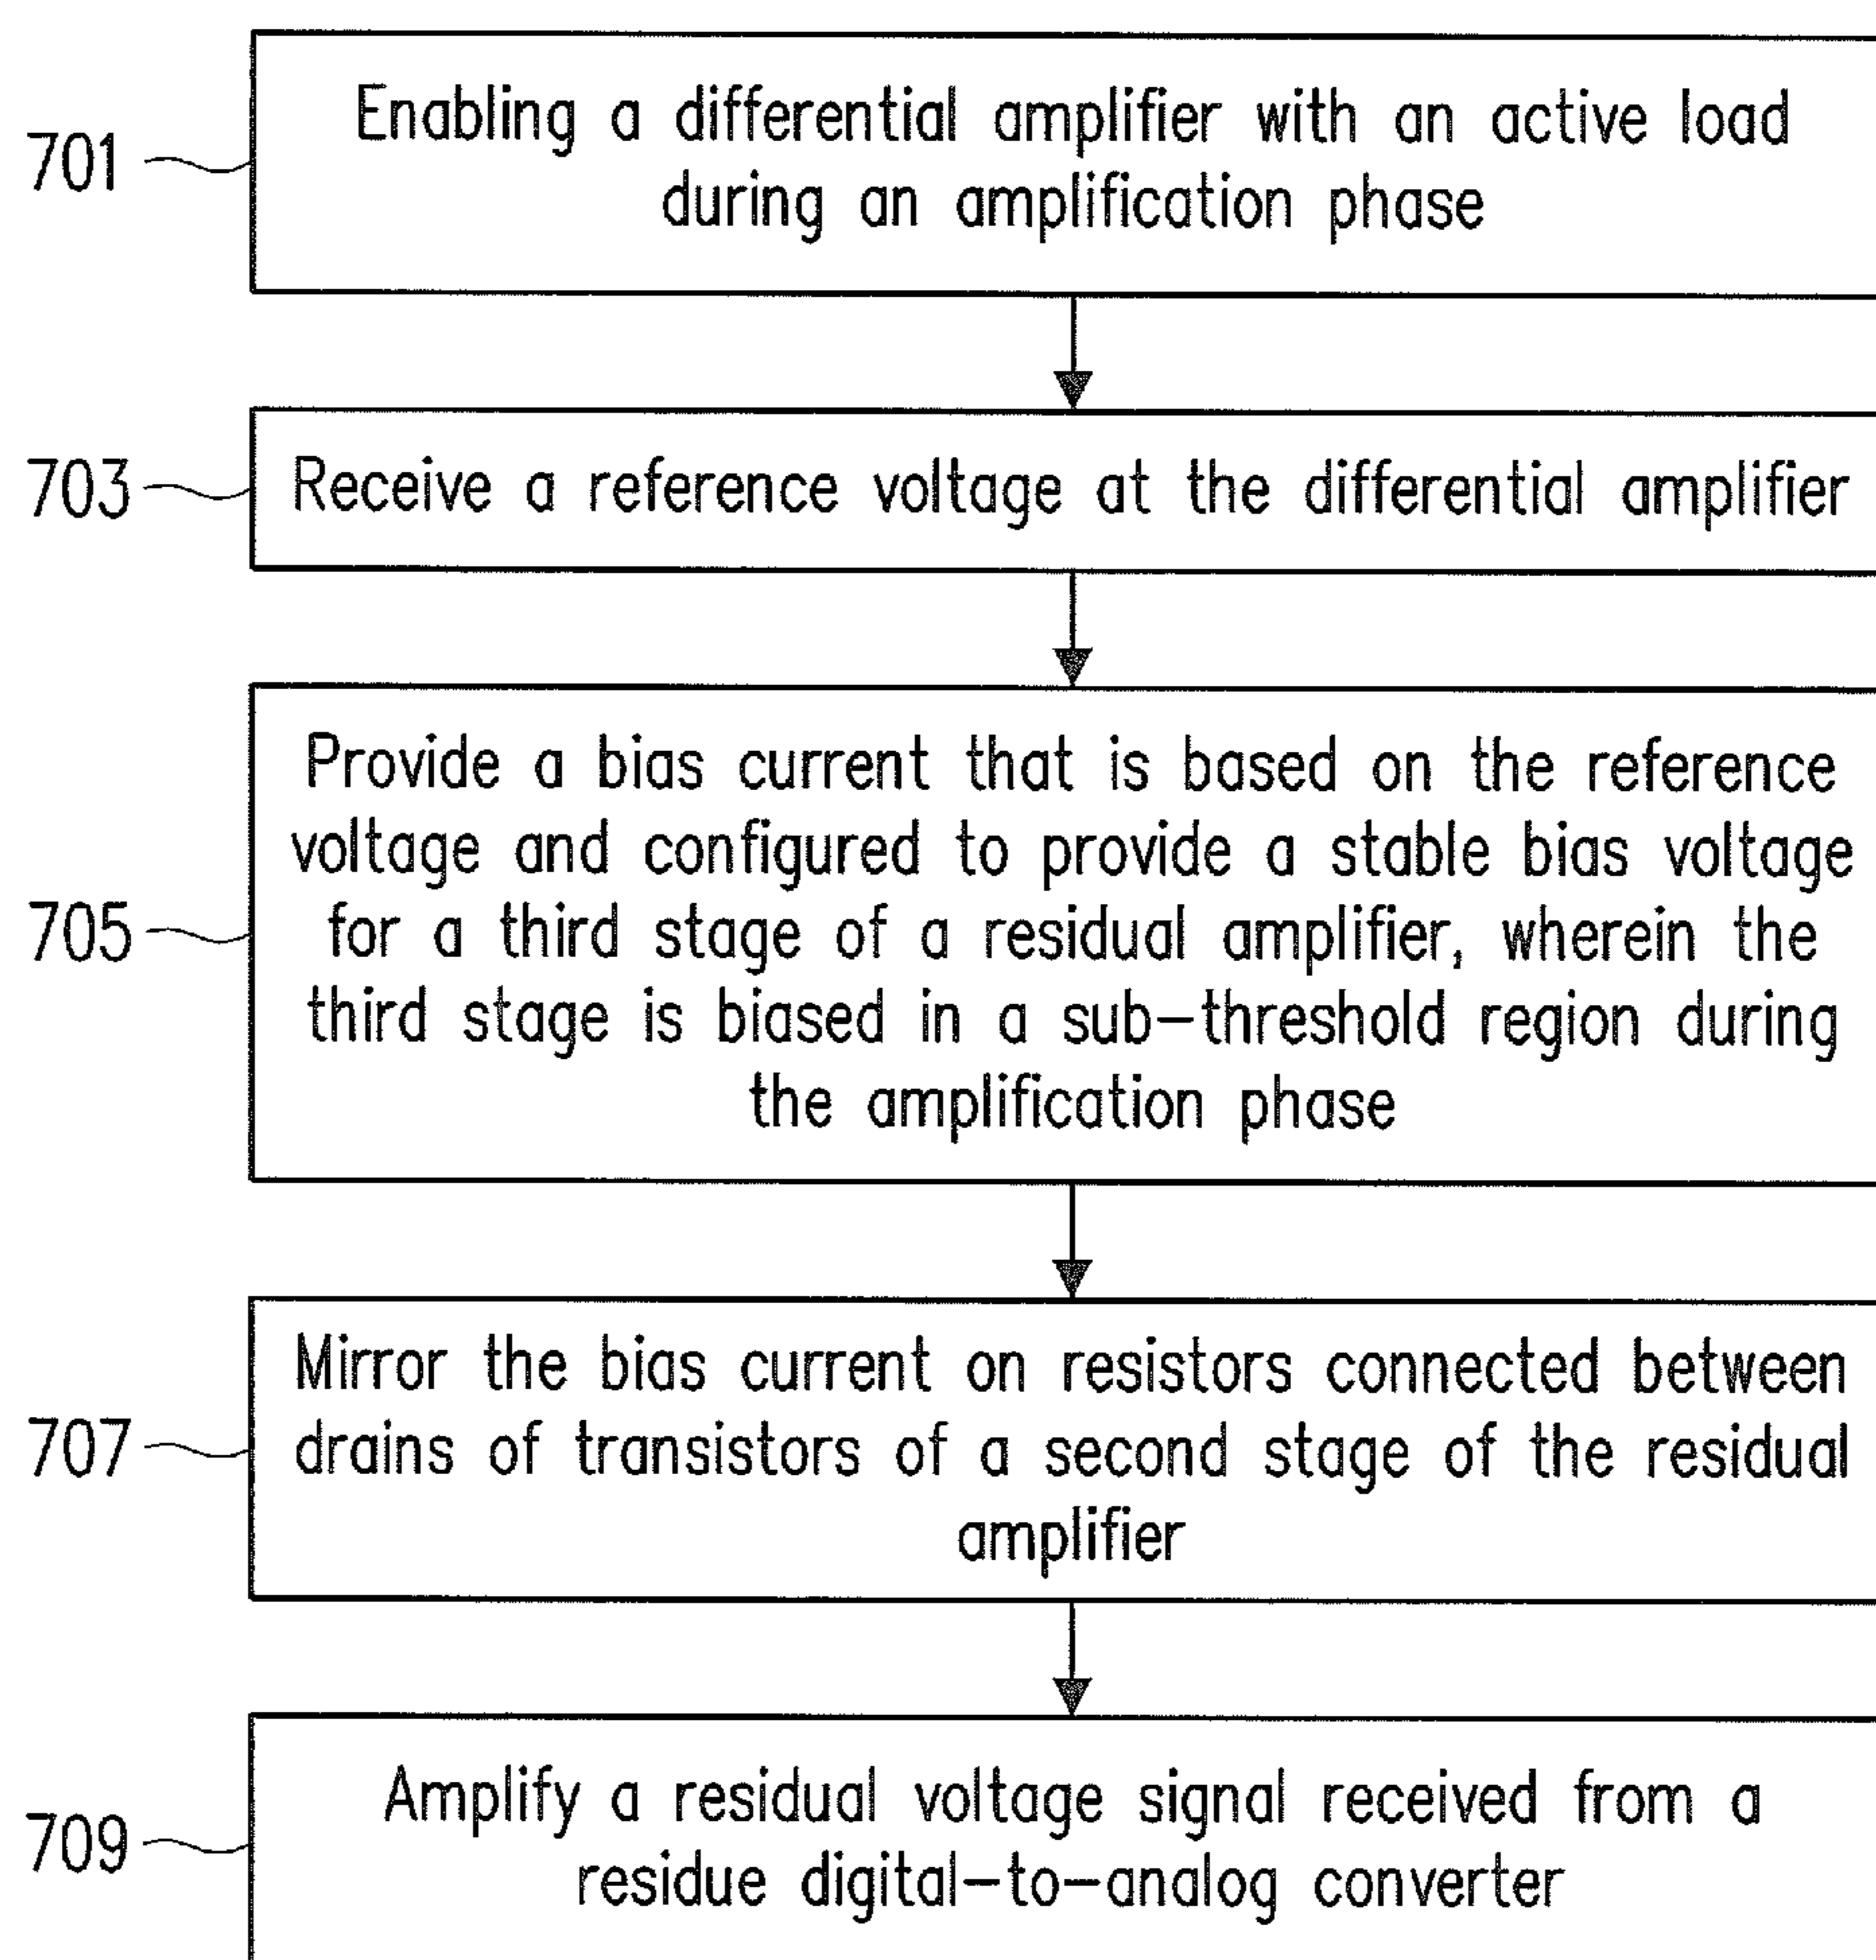 701
Enabling a differential amplifier with an active load
during an amplification phase
703
Receive a reference voltage at the differential amplifier
705
Provide a bias current that is based on the reference
voltage and configured to provide a stable bias voltage
for a third stage of a residual amplifier, wherein the
third stage is biased in a sub-threshold region during
the amplification phase
707
Mirror the bias current on resistors connected between
drains of transistors of a second stage of the residual
amplifier
709
Amplify a residual voltage signal received from a
residue digital-to-analog converter